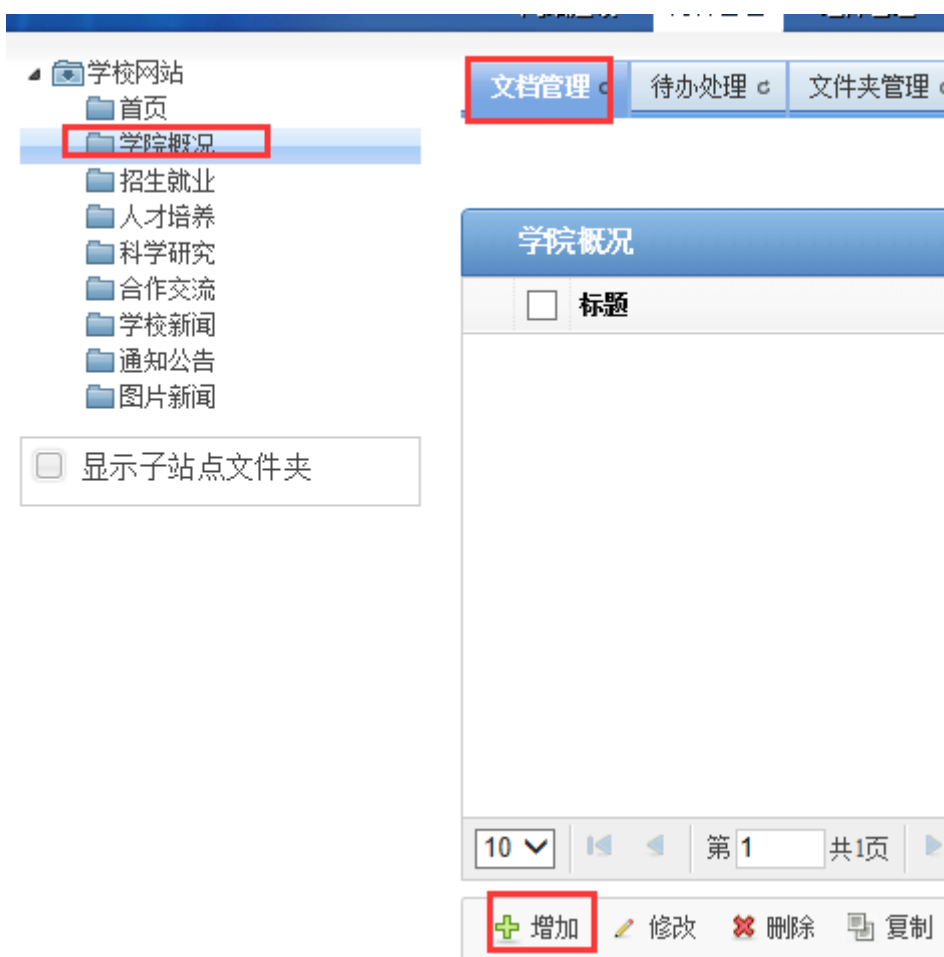 学校网站
首页
学院概况
招生就业
人才培养
科学研究
合作交流
学校新闻
通知公告
图片新闻
显示子站点文件夹
文档管理 待办处理 文件夹管理
学院概况
标题
10 第 1 共1页
增加 修改 删除 复制